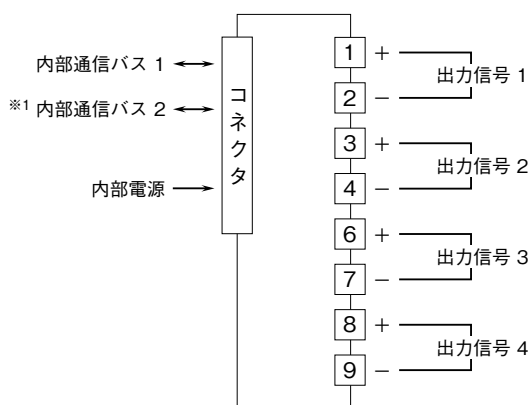 内部通信バス 1
※1 内部通信バス 2
内部電源
コネクタ
1 +
2 −
出力信号 1
3 +
4 −
出力信号 2
6 +
7 −
出力信号 3
8 +
9 −
出力信号 4